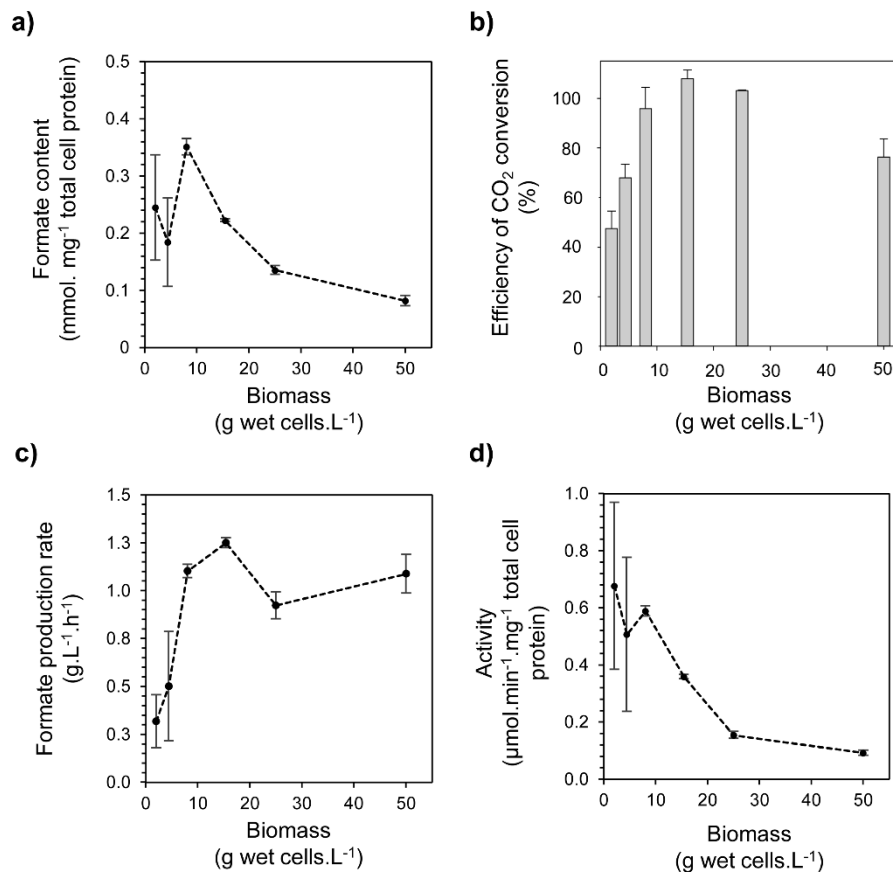 a)
Formate content
(mmol. mg⁻¹ total cell protein)
0.5
0.4
0.3
0.2
0.1
0
0 10 20 30 40 50
Biomass
(g wet cells.L⁻¹)
b)
Efficiency of CO₂ conversion
(%)
100
80
60
40
20
0
0 10 20 30 40 50
Biomass
(g wet cells.L⁻¹)
c)
Formate production rate
(g.L⁻¹.h⁻¹)
1.5
1.3
1.0
0.8
0.5
0.3
0.0
0 10 20 30 40 50
Biomass
(g wet cells.L⁻¹)
d)
Activity
(µmol.min⁻¹.mg⁻¹ total cell
protein)
1.0
0.8
0.6
0.4
0.2
0.0
0 10 20 30 40 50
Biomass
(g wet cells.L⁻¹)